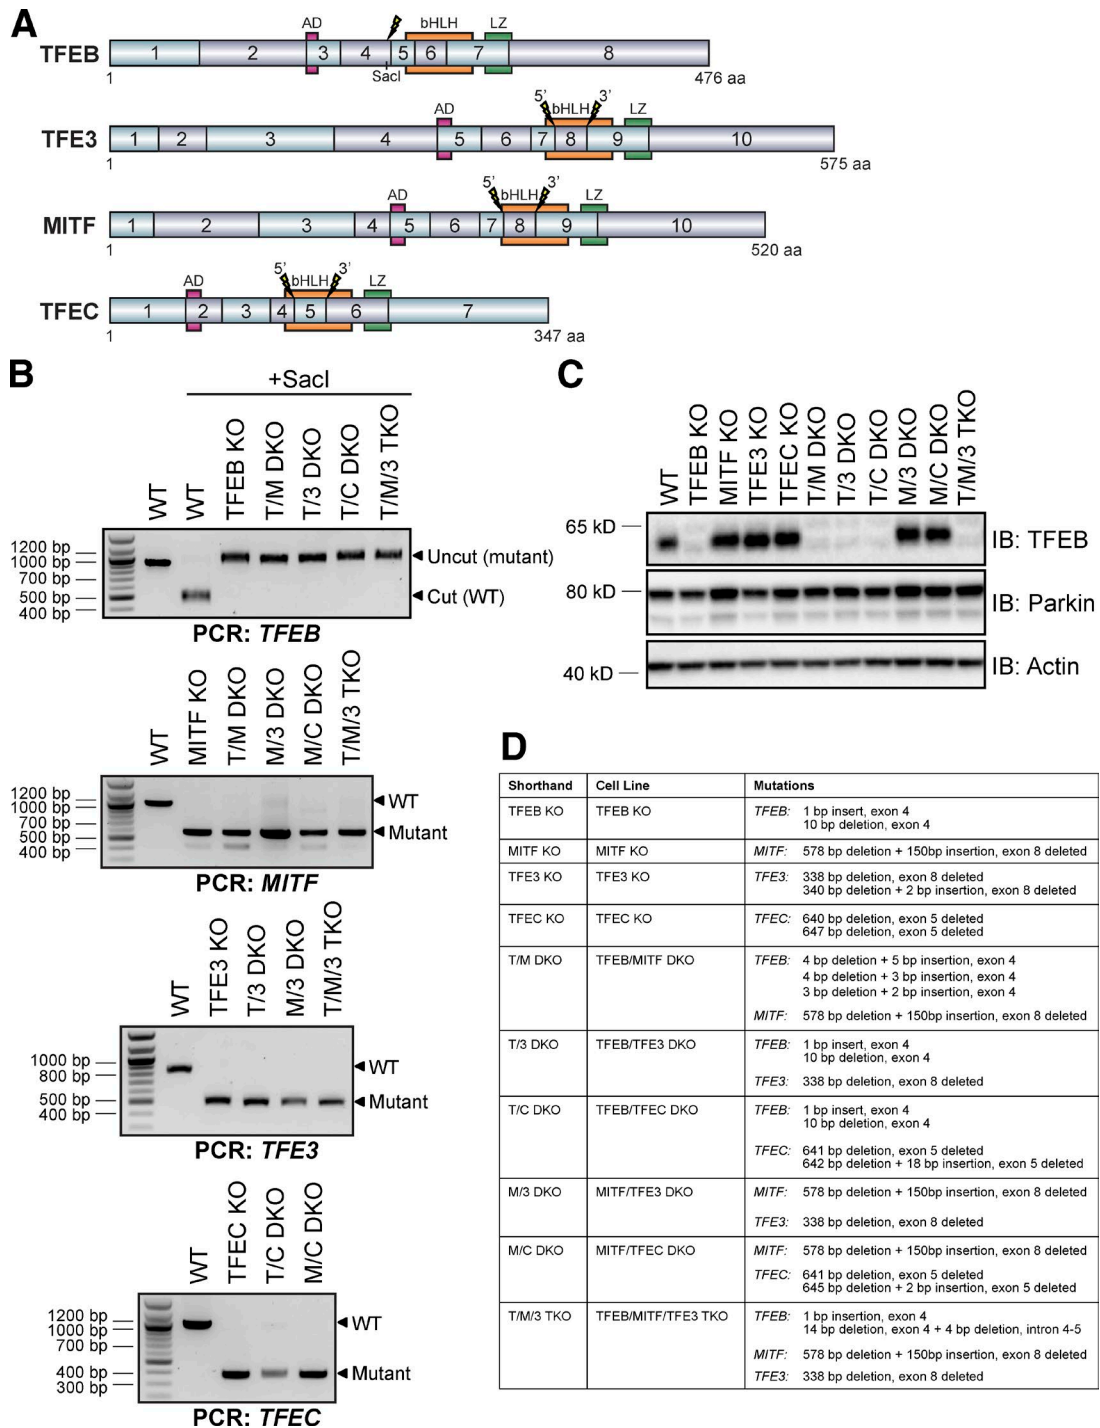 A
AD
bHLH
LZ
TFEB
1 2 3 4 5 6 7 8
SacI
1
476 aa
AD
5’
bHLH
3’
LZ
TFE3
1 2 3 4 5 6 7 8 9 10
1
575 aa
AD
5’
bHLH
3’
LZ
MITF
1 2 3 4 5 6 7 8 9 10
1
520 aa
AD
5’
bHLH
3’
LZ
TFEC
1 2 3 4 5 6 7
1
347 aa
B
+SacI
WT
WT
TFEB KO
T/M DKO
T/3 DKO
T/C DKO
T/M/3 TKO
1200 bp
1000 bp
700 bp
500 bp
400 bp
Uncut (mutant)
Cut (WT)
PCR: TFEB
WT
MITF KO
T/M DKO
M/3 DKO
M/C DKO
T/M/3 TKO
1200 bp
1000 bp
700 bp
500 bp
400 bp
WT
Mutant
PCR: MITF
WT
TFE3 KO
T/3 DKO
M/3 DKO
T/M/3 TKO
1000 bp
800 bp
500 bp
400 bp
WT
Mutant
PCR: TFE3
WT
TFEC KO
T/C DKO
M/C DKO
1200 bp
1000 bp
700 bp
400 bp
300 bp
WT
Mutant
PCR: TFEC
C
WT
TFEB KO
MITF KO
TFE3 KO
TFEC KO
T/M DKO
T/3 DKO
T/C DKO
M/3 DKO
M/C DKO
T/M/3 TKO
65 kD
IB: TFEB
80 kD
IB: Parkin
40 kD
IB: Actin
D
Shorthand Cell Line Mutations
TFEB KO TFEB KO TFEB: 1 bp insert, exon 4
10 bp deletion, exon 4
MITF KO MITF KO MITF: 578 bp deletion + 150bp insertion, exon 8 deleted
TFE3 KO TFE3 KO TFE3: 338 bp deletion, exon 8 deleted
340 bp deletion + 2 bp insertion, exon 8 deleted
TFEC KO TFEC KO TFEC: 640 bp deletion, exon 5 deleted
647 bp deletion, exon 5 deleted
T/M DKO TFEB/MITF DKO TFEB: 4 bp deletion + 5 bp insertion, exon 4
4 bp deletion + 3 bp insertion, exon 4
3 bp deletion + 2 bp insertion, exon 4
MITF: 578 bp deletion + 150bp insertion, exon 8 deleted
T/3 DKO TFEB/TFE3 DKO TFEB: 1 bp insert, exon 4
10 bp deletion, exon 4
TFE3: 338 bp deletion, exon 8 deleted
T/C DKO TFEB/TFEC DKO TFEB: 1 bp insert, exon 4
10 bp deletion, exon 4
TFEC: 641 bp deletion, exon 5 deleted
642 bp deletion + 18 bp insertion, exon 5 deleted
M/3 DKO MITF/TFE3 DKO MITF: 578 bp deletion + 150bp insertion, exon 8 deleted
TFE3: 338 bp deletion, exon 8 deleted
M/C DKO MITF/TFEC DKO MITF: 578 bp deletion + 150bp insertion, exon 8 deleted
TFEC: 641 bp deletion, exon 5 deleted
645 bp deletion + 2 bp insertion, exon 5 deleted
T/M/3 TKO TFEB/MITF/TFE3 TKO TFEB: 1 bp insertion, exon 4
14 bp deletion, exon 4 + 4 bp deletion, intron 4-5
MITF: 578 bp deletion + 150bp insertion, exon 8 deleted
TFE3: 338 bp deletion, exon 8 deleted